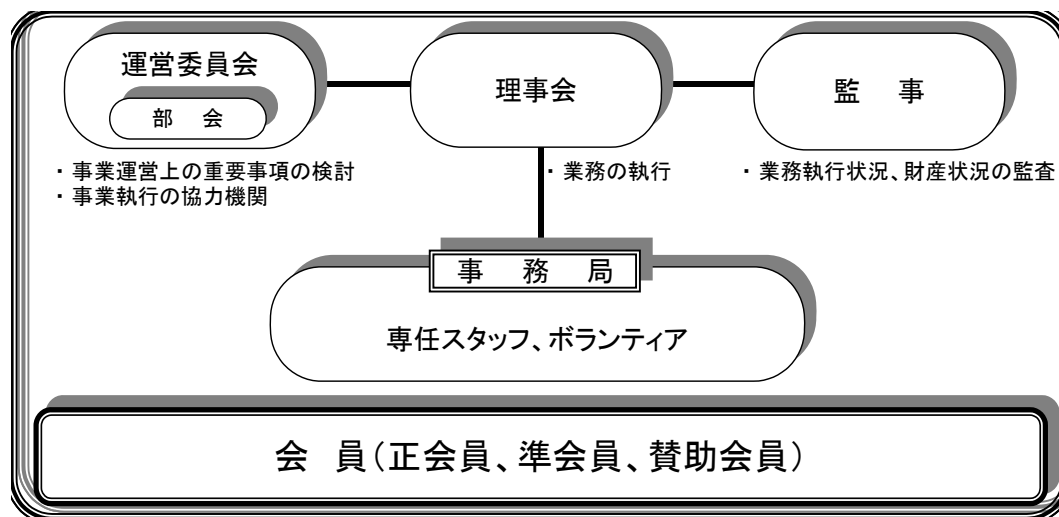 運営委員会
部 会
・ 事業運営上の重要事項の検討
・ 事業執行の協力機関
理事会
・ 業務の執行
監 事
・ 業務執行状況、財産状況の監査
事 務 局
専任スタッフ、ボランティア
会 員(正会員、準会員、賛助会員)